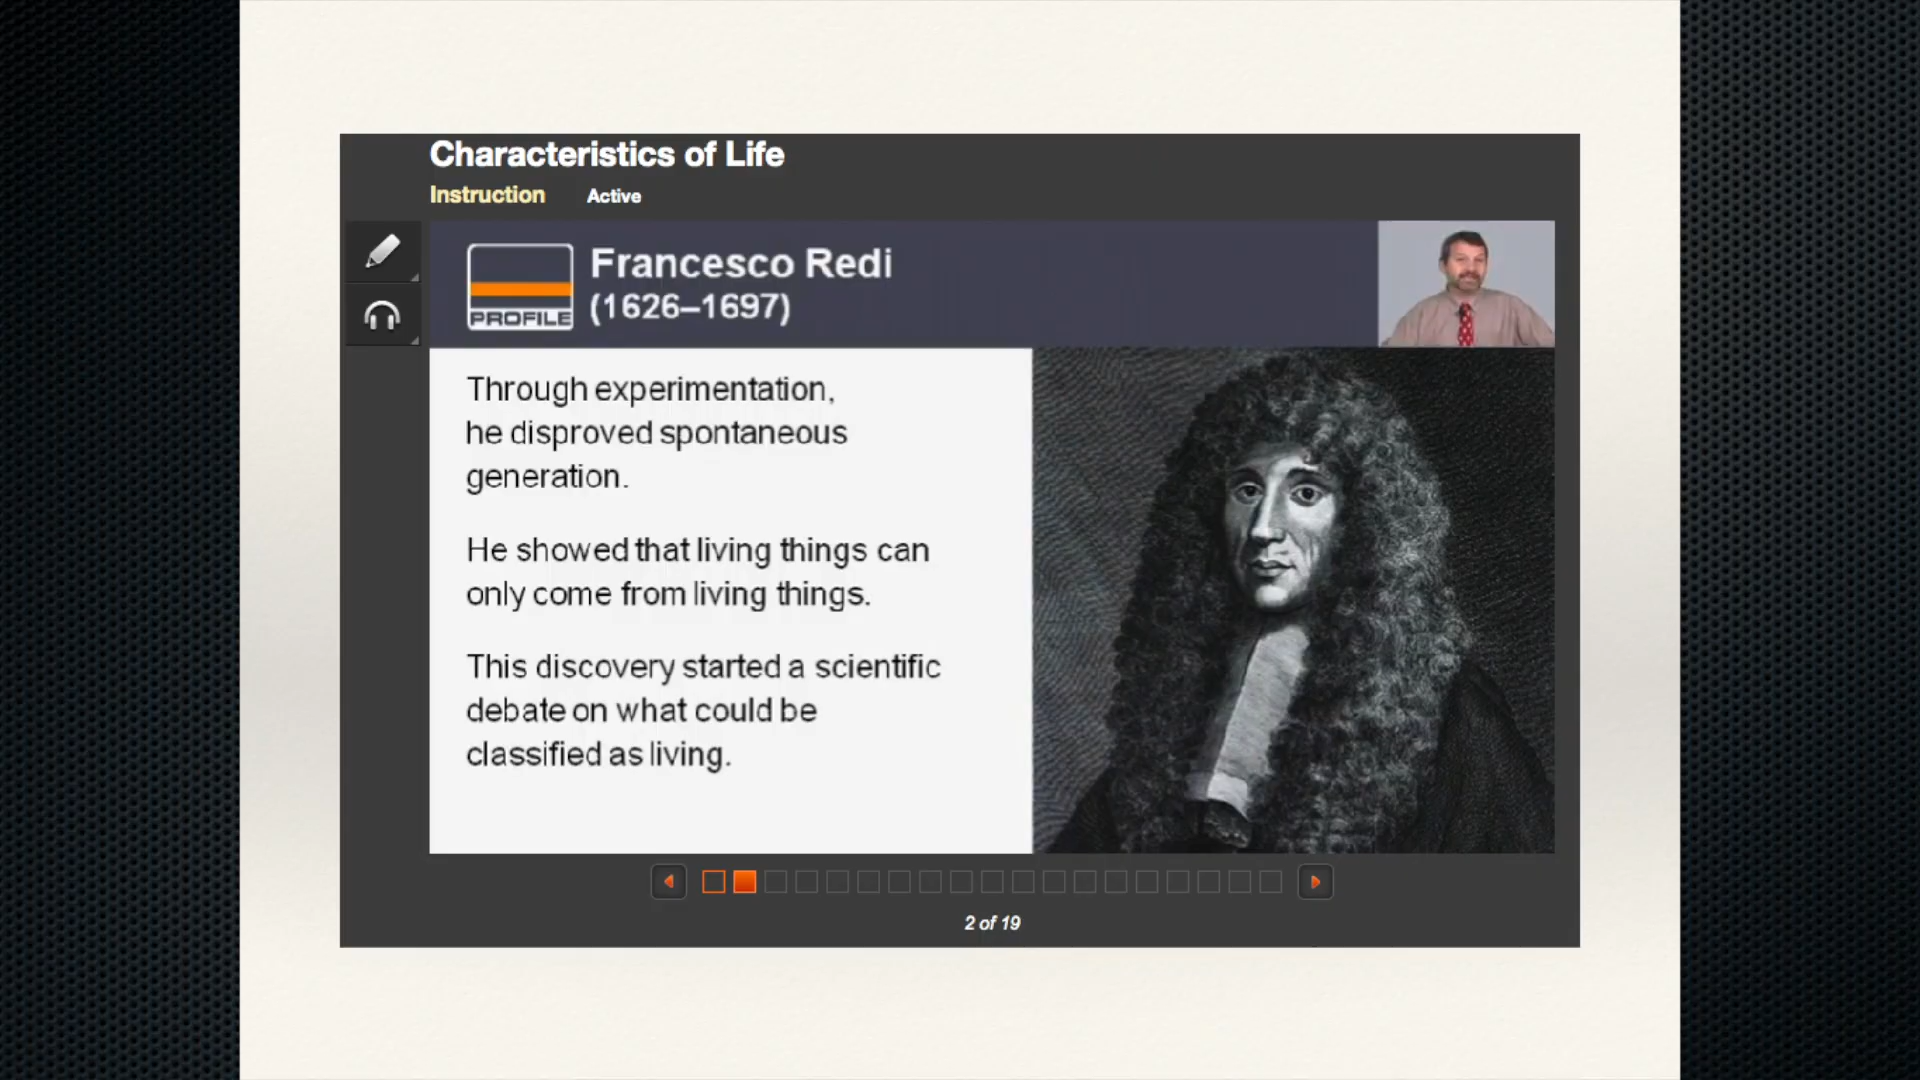 Characteristics of Life
Instruction Active
PROFILE
Francesco Redi
(1626–1697)
Through experimentation,
he disproved spontaneous
generation.
He showed that living things can
only come from living things.
This discovery started a scientific
debate on what could be
classified as living.
2 of 19